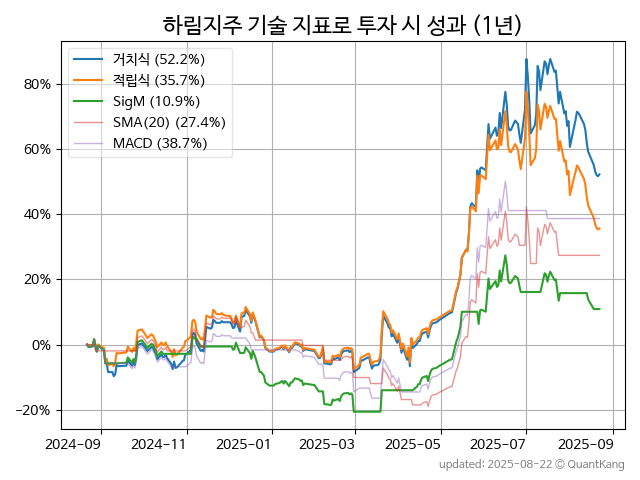 하림지주 기술 지표로 투자 시 성과 (1년)
거치식 (52.2%)
적립식 (35.7%)
SigM (10.9%)
SMA(20) (27.4%)
MACD (38.7%)
80%
60%
40%
20%
0%
−20%
2024−09 2024−11 2025−01 2025−03 2025−05 2025−07 2025−09
updated: 2025-08-22 © QuantKang